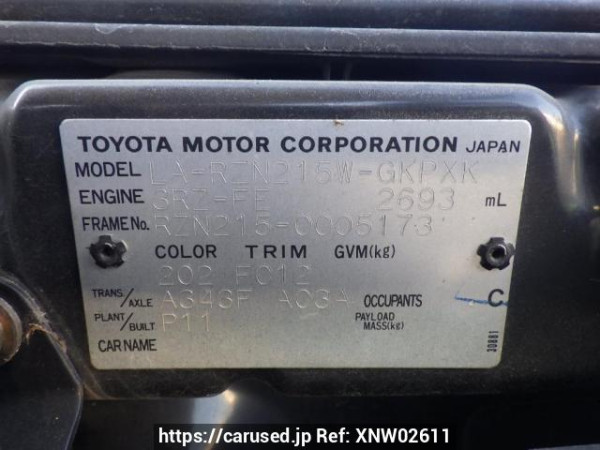 TOYOTA MOTOR CORPORATION JAPAN
MODEL LA-RZN215W-GKPXK
ENGINE 3RZ-FE 2693 mL
FRAME No. RZN215-0005173
COLOR TRIM GVM(kg)
202 FC12
TRANS/AXLE A343F A03A OCCUPANTS C
PLANT/BUILT P11 PAYLOAD MASS(kg)
CAR NAME
30881
https://carused.jp Ref: XNW02611